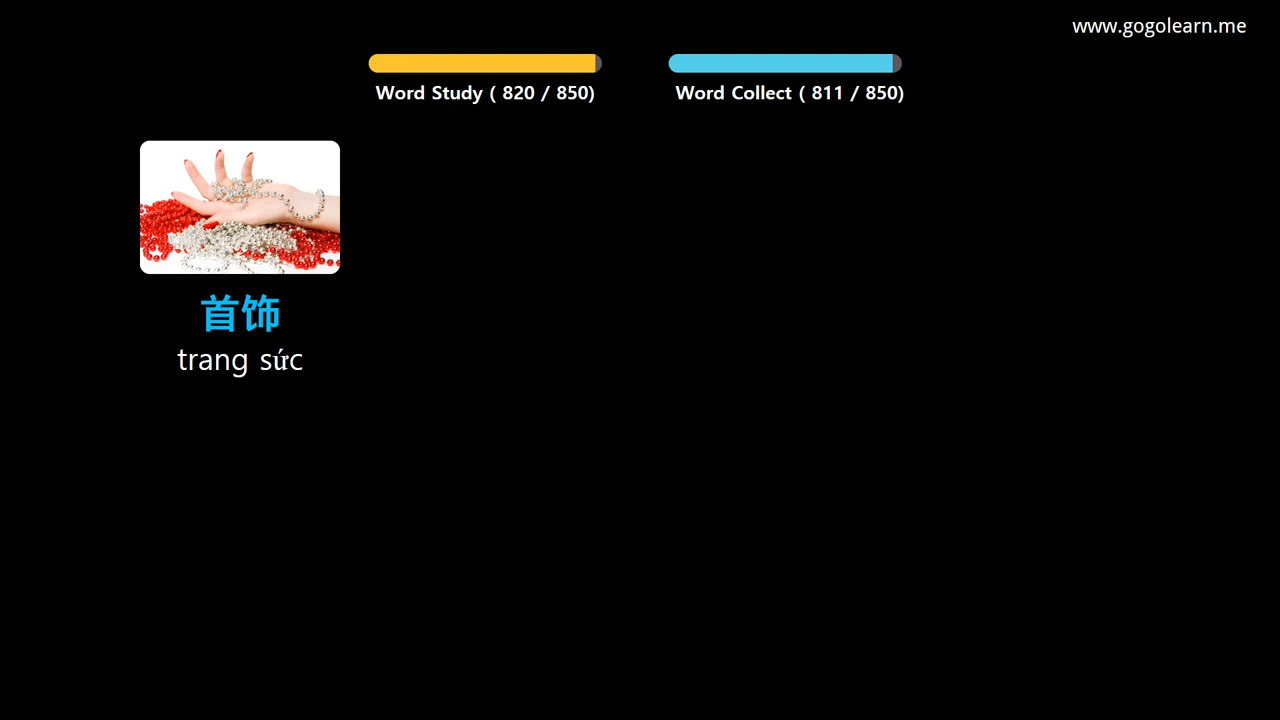 www.gogolearn.me
Word Study ( 820 / 850)
Word Collect ( 811 / 850)
首饰
trang sức